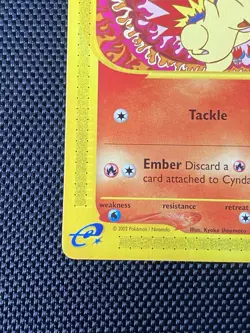 Tackle
Ember Discard a
card attached to Cynda
weakness resistance retreat
e
© 2002 Pokémon / Nintendo Illus. Kyoko Umemoto